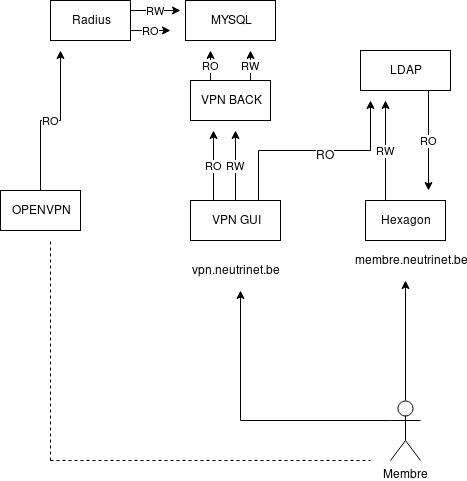 Radius
RW
RO
MYSQL
RO
RW
LDAP
VPN BACK
RO
RO
RW
RO
RW
RO
OPENVPN
VPN GUI
Hexagon
vpn.neutrinet.be
membre.neutrinet.be
Membre